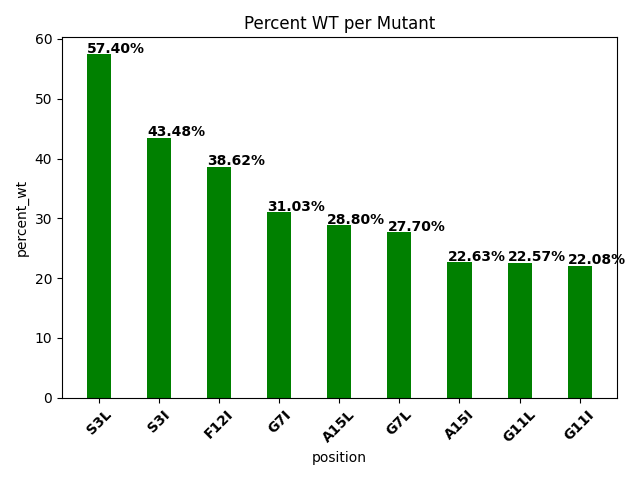 Percent WT per Mutant
percent_wt
60
50
40
30
20
10
0
57.40%
43.48%
38.62%
31.03%
28.80%
27.70%
22.63%
22.57%
22.08%
S3L
S3I
F12I
G7I
A15L
G7L
A15I
G11L
G11I
position